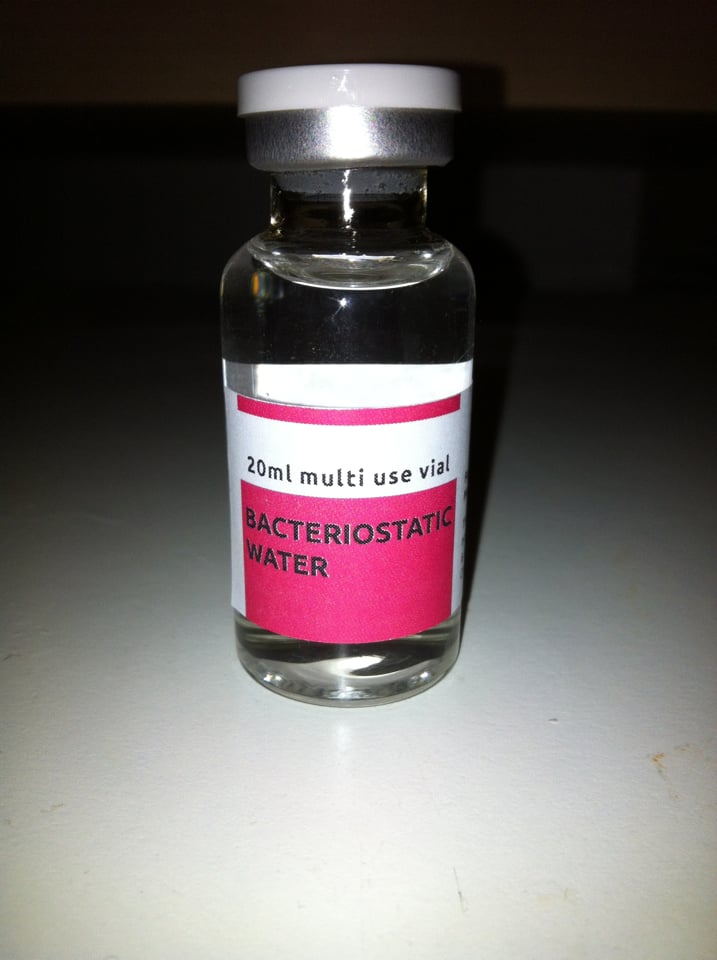 20ml multi use vial
BACTERIOSTATIC
WATER